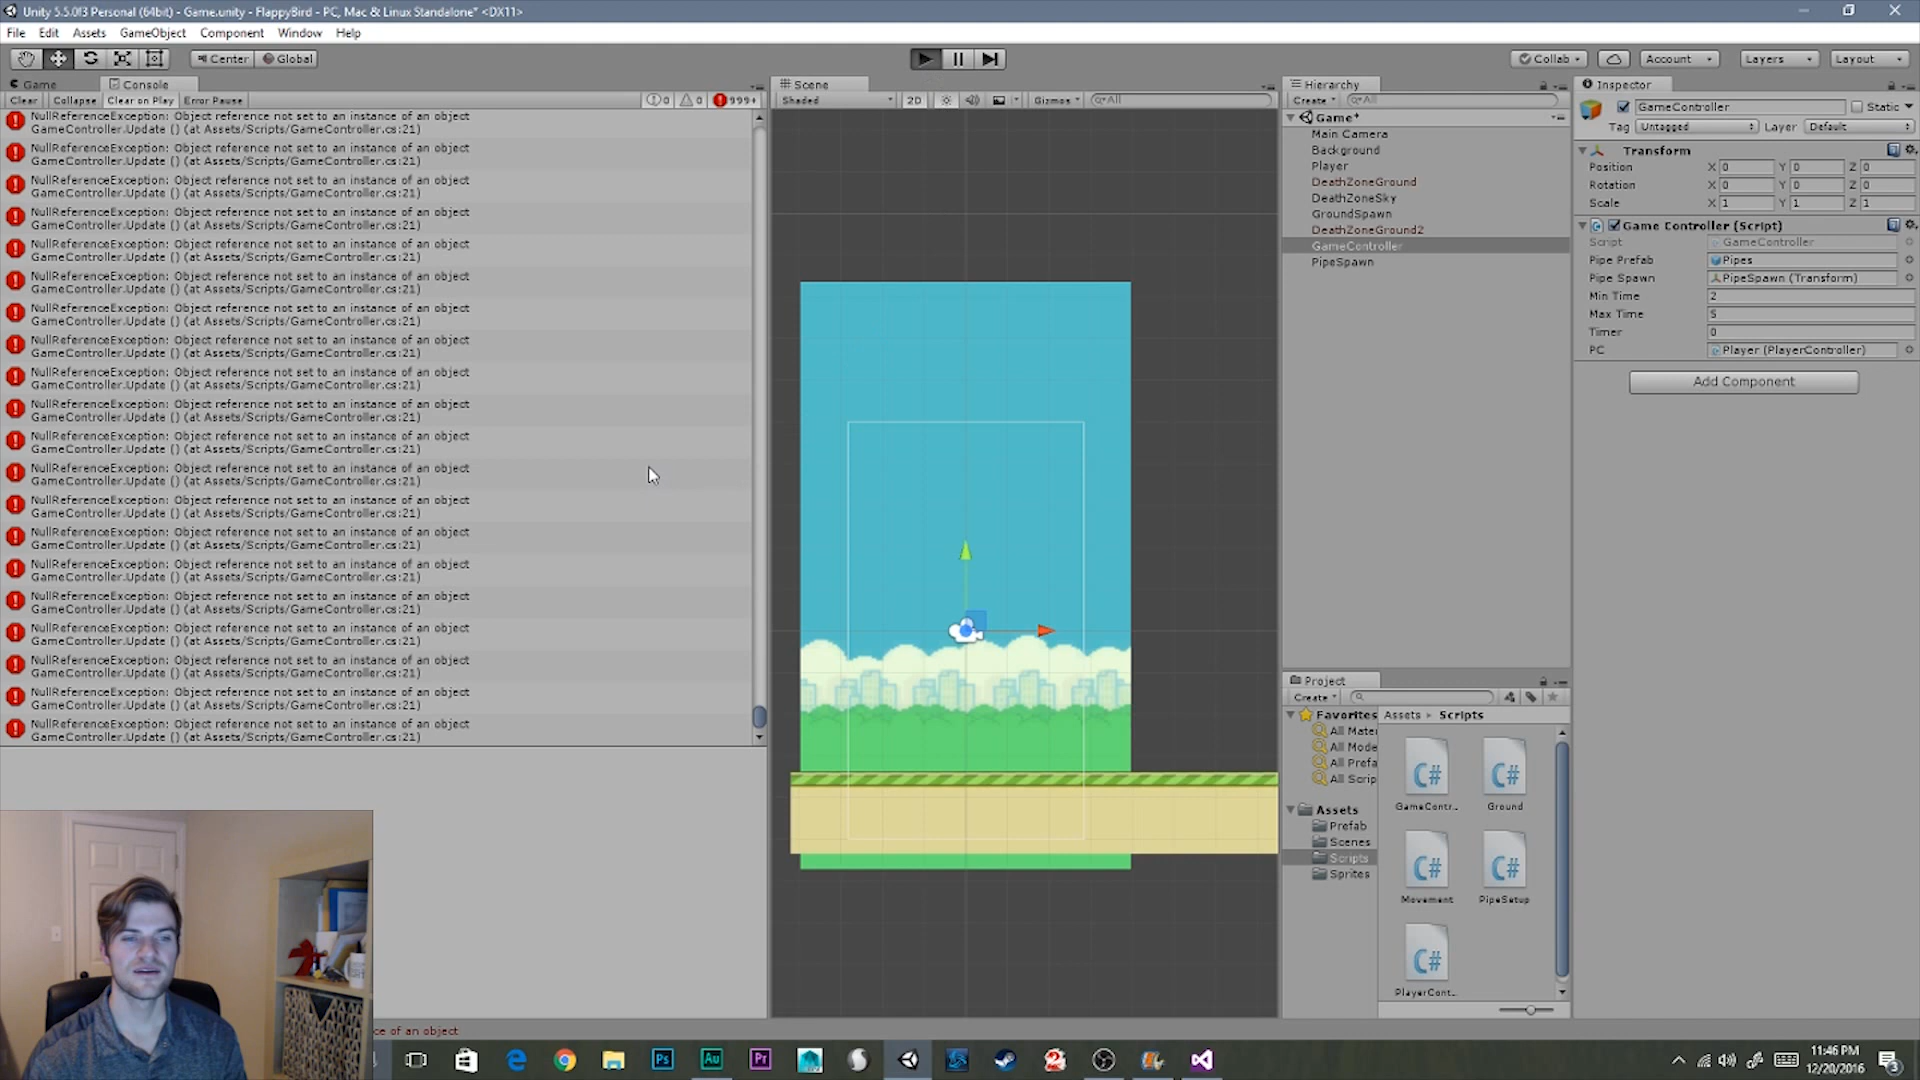 Unity 5.5.0f3 Personal (64bit) - Game.unity - FlappyBird - PC, Mac & Linux Standalone* <DX11>
File Edit Assets GameObject Component Window Help
Center Global Collab Account Layers Layout
Game Console
Clear Collapse Clear on Play Error Pause 0 0 999+
NullReferenceException: Object reference not set to an instance of an object
GameController.Update () (at Assets/Scripts/GameController.cs:21)
NullReferenceException: Object reference not set to an instance of an object
GameController.Update () (at Assets/Scripts/GameController.cs:21)
NullReferenceException: Object reference not set to an instance of an object
GameController.Update () (at Assets/Scripts/GameController.cs:21)
NullReferenceException: Object reference not set to an instance of an object
GameController.Update () (at Assets/Scripts/GameController.cs:21)
NullReferenceException: Object reference not set to an instance of an object
GameController.Update () (at Assets/Scripts/GameController.cs:21)
NullReferenceException: Object reference not set to an instance of an object
GameController.Update () (at Assets/Scripts/GameController.cs:21)
NullReferenceException: Object reference not set to an instance of an object
GameController.Update () (at Assets/Scripts/GameController.cs:21)
NullReferenceException: Object reference not set to an instance of an object
GameController.Update () (at Assets/Scripts/GameController.cs:21)
NullReferenceException: Object reference not set to an instance of an object
GameController.Update () (at Assets/Scripts/GameController.cs:21)
NullReferenceException: Object reference not set to an instance of an object
GameController.Update () (at Assets/Scripts/GameController.cs:21)
NullReferenceException: Object reference not set to an instance of an object
GameController.Update () (at Assets/Scripts/GameController.cs:21)
NullReferenceException: Object reference not set to an instance of an object
GameController.Update () (at Assets/Scripts/GameController.cs:21)
NullReferenceException: Object reference not set to an instance of an object
GameController.Update () (at Assets/Scripts/GameController.cs:21)
NullReferenceException: Object reference not set to an instance of an object
GameController.Update () (at Assets/Scripts/GameController.cs:21)
NullReferenceException: Object reference not set to an instance of an object
GameController.Update () (at Assets/Scripts/GameController.cs:21)
NullReferenceException: Object reference not set to an instance of an object
GameController.Update () (at Assets/Scripts/GameController.cs:21)
NullReferenceException: Object reference not set to an instance of an object
GameController.Update () (at Assets/Scripts/GameController.cs:21)
NullReferenceException: Object reference not set to an instance of an object
GameController.Update () (at Assets/Scripts/GameController.cs:21)
NullReferenceException: Object reference not set to an instance of an object
GameController.Update () (at Assets/Scripts/GameController.cs:21)
NullReferenceException: Object reference not set to an instance of an object
GameController.Update () (at Assets/Scripts/GameController.cs:21)
ce of an object
Scene
Shaded 2D Gizmos All
Hierarchy
Create All
Game*
Main Camera
Background
Player
DeathZoneGround
DeathZoneSky
GroundSpawn
DeathZoneGround2
GameController
PipeSpawn
Project
Create
Favorites
All Mate
All Mode
All Prefa
All Scrip
Assets
Prefab
Scenes
Scripts
Sprites
Assets Scripts
C# C#
GameContr.. Ground
C# C#
Movement PipeSetup
C#
PlayerCont..
Inspector
GameController Static
Tag Untagged Layer Default
Transform
Position X 0 Y 0 Z 0
Rotation X 0 Y 0 Z 0
Scale X 1 Y 1 Z 1
Game Controller (Script)
Script GameController
Pipe Prefab Pipes
Pipe Spawn PipeSpawn (Transform)
Min Time 2
Max Time 5
Timer 0
PC Player (PlayerController)
Add Component
Ps Au Pr
11:46 PM
12/20/2016
3